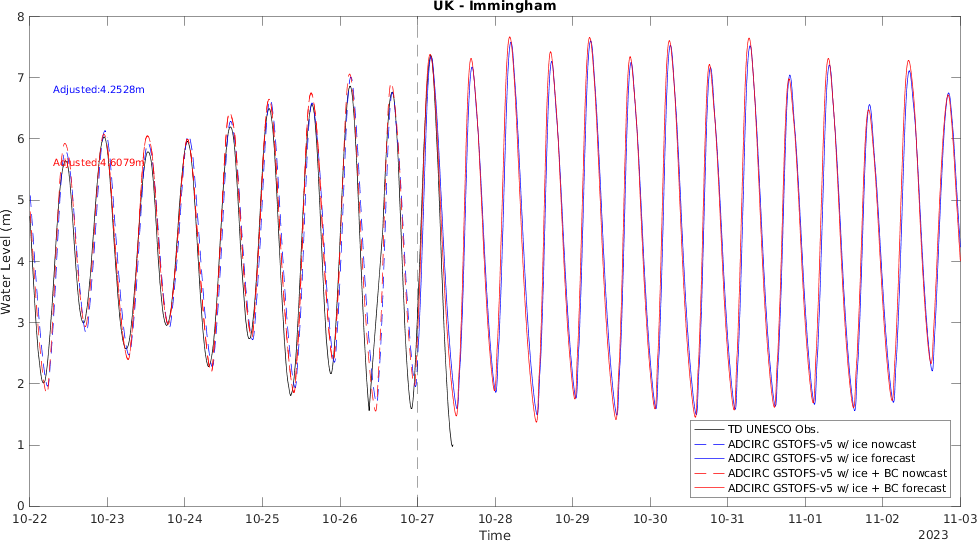 UK - Immingham
8
7
6
5
4
3
2
1
0
Water Level (m)
Adjusted:4.2528m
Adjusted:4.6079m
TD UNESCO Obs.
ADCIRC GSTOFS-v5 w/ ice nowcast
ADCIRC GSTOFS-v5 w/ ice forecast
ADCIRC GSTOFS-v5 w/ ice + BC nowcast
ADCIRC GSTOFS-v5 w/ ice + BC forecast
10-22 10-23 10-24 10-25 10-26 10-27 10-28 10-29 10-30 10-31 11-01 11-02 11-03
Time
2023